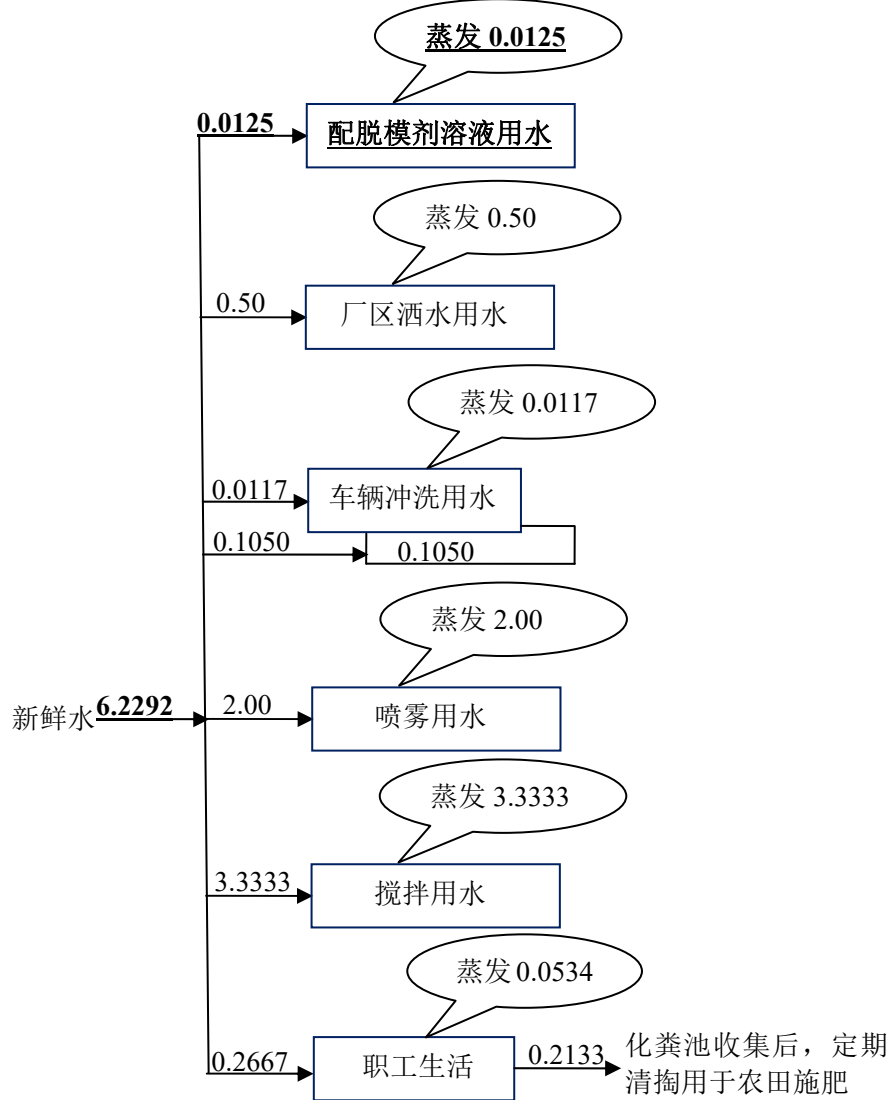 蒸发 0.0125
0.0125
配脱模剂溶液用水
蒸发 0.50
0.50
厂区洒水用水
蒸发 0.0117
0.0117
车辆冲洗用水
0.1050
0.1050
蒸发 2.00
新鲜水 6.2292
2.00
喷雾用水
蒸发 3.3333
3.3333
搅拌用水
蒸发 0.0534
0.2667
职工生活
0.2133
化粪池收集后，定期
清掏用于农田施肥